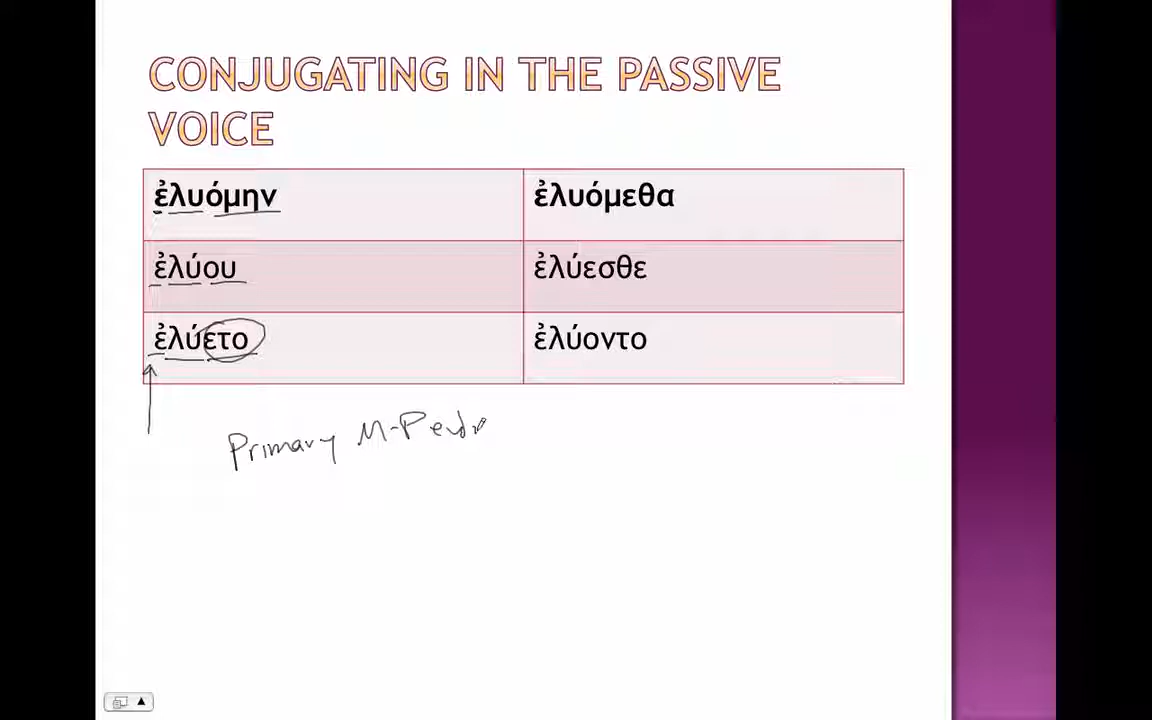 CONJUGATING IN THE PASSIVE
VOICE
ἐλυόμην ἐλυόμεθα
ἐλύου ἐλύεσθε
ἐλύετο ἐλύοντο
Primary M-P